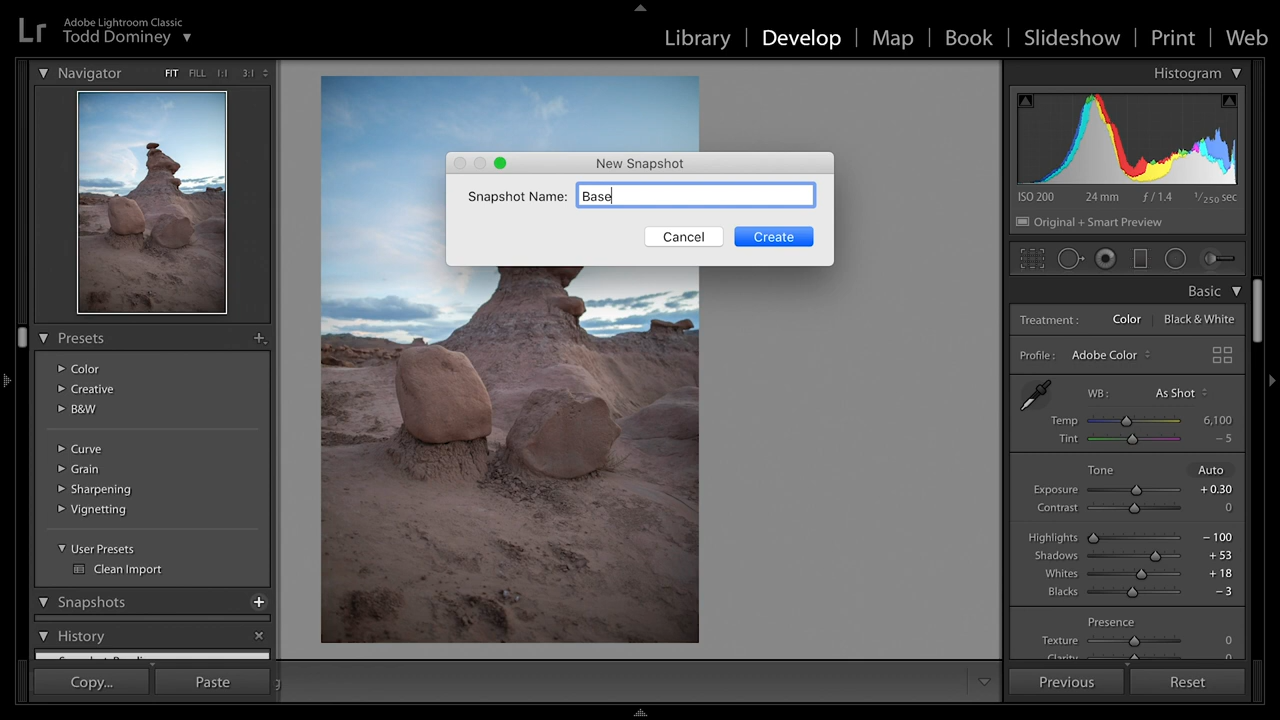 Lr
Adobe Lightroom Classic
Todd Dominey
Library | Develop | Map | Book | Slideshow | Print | Web
Navigator FIT FILL 1:1 3:1
Presets
Color
Creative
B&W
Curve
Grain
Sharpening
Vignetting
User Presets
Clean Import
Snapshots
History
Copy...
Paste
New Snapshot
Snapshot Name: Base
Cancel
Create
Histogram
ISO 200 24 mm ƒ / 1.4 1/250 sec
Original + Smart Preview
Basic
Treatment : Color | Black & White
Profile : Adobe Color
WB : As Shot
Temp 6,100
Tint – 5
Tone Auto
Exposure + 0.30
Contrast 0
Highlights – 100
Shadows + 53
Whites + 18
Blacks – 3
Presence
Texture 0
Clarity 0
Previous
Reset